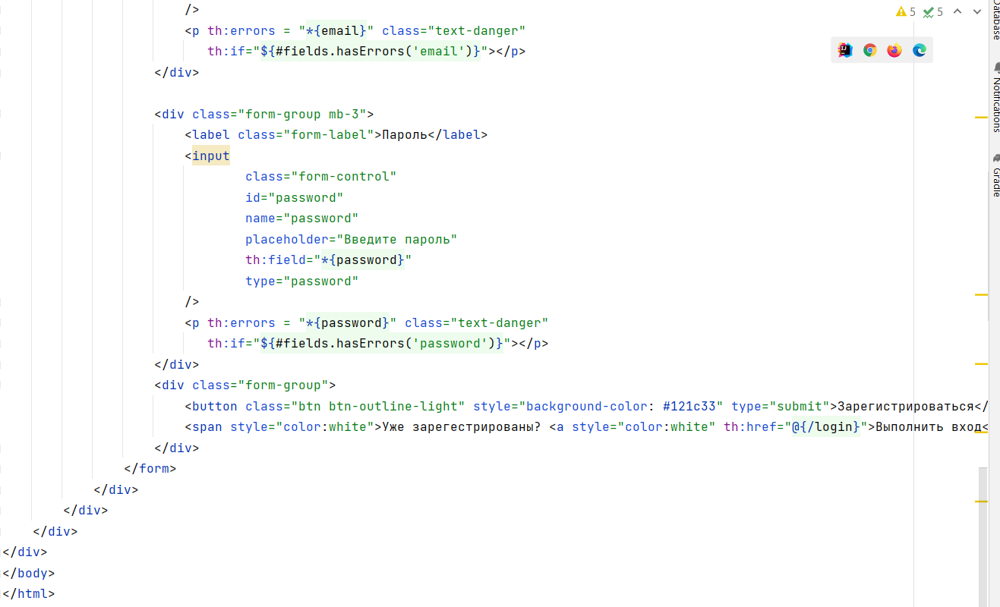 />
5 5
<p th:errors = "*{email}" class="text-danger"
th:if="${#fields.hasErrors('email')}"></p>
</div>
<div class="form-group mb-3">
<label class="form-label">Пароль</label>
<input
class="form-control"
id="password"
name="password"
placeholder="Введите пароль"
th:field="*{password}"
type="password"
/>
<p th:errors = "*{password}" class="text-danger"
th:if="${#fields.hasErrors('password')}"></p>
</div>
<div class="form-group">
<button class="btn btn-outline-light" style="background-color: #121c33" type="submit">Зарегистрироваться</
<span style="color:white">Уже зарегестрированы? <a style="color:white" th:href="@{/login}">Выполнить вход<
</div>
</form>
</div>
</div>
</div>
</div>
</body>
</html>
Database
Notifications
Gradle